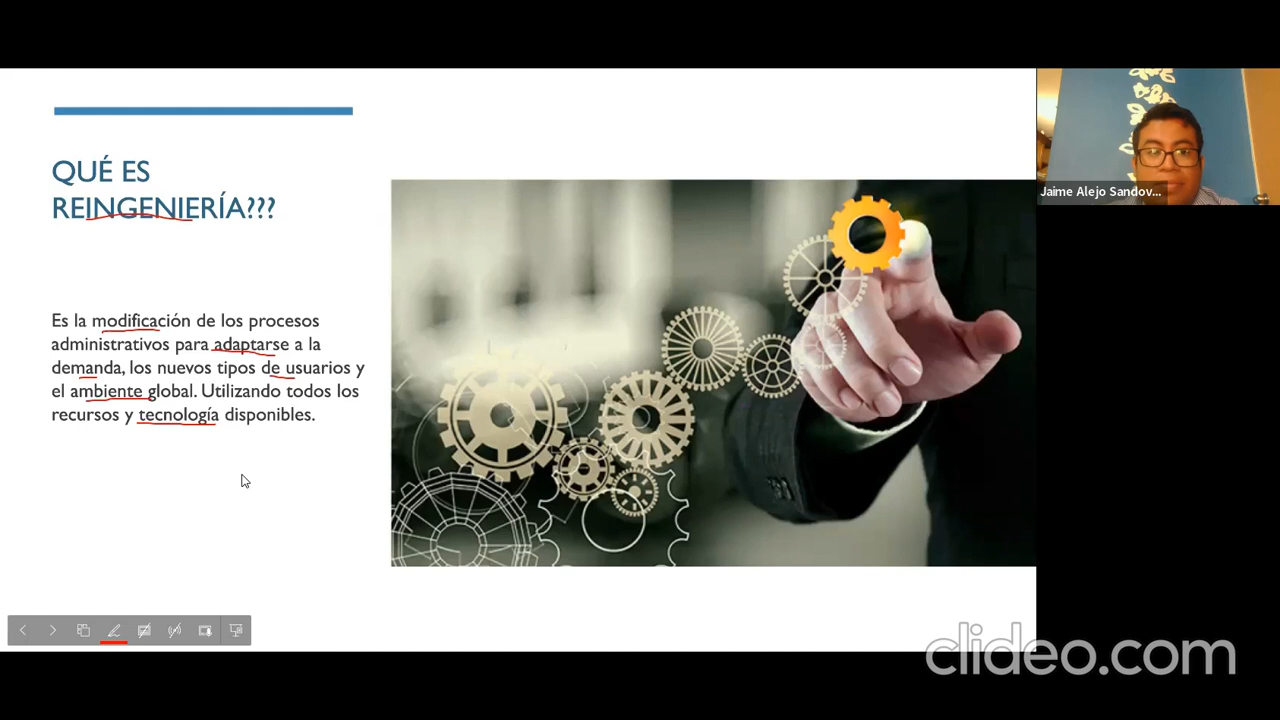 QUÉ ES
REINGENIERÍA???
Es la modificación de los procesos
administrativos para adaptarse a la
demanda, los nuevos tipos de usuarios y
el ambiente global. Utilizando todos los
recursos y tecnología disponibles.
Jaime Alejo Sandov...
clideo.com